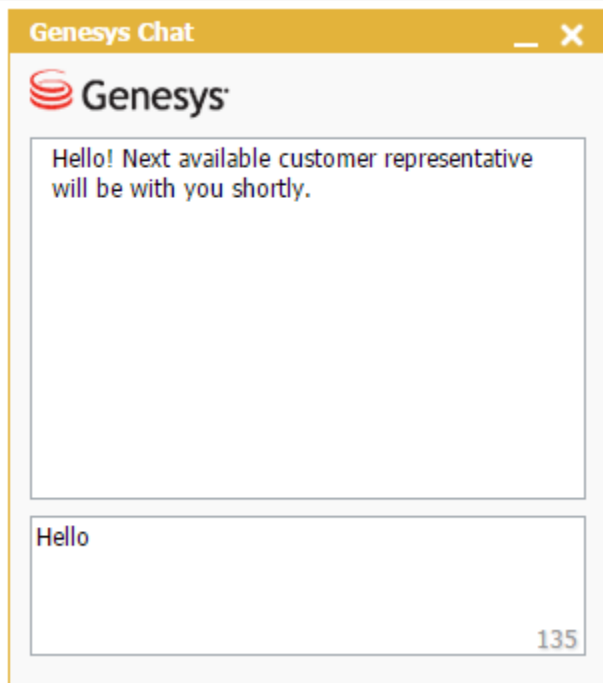 Genesys Chat
Genesys
Hello! Next available customer representative
will be with you shortly.
Hello
135